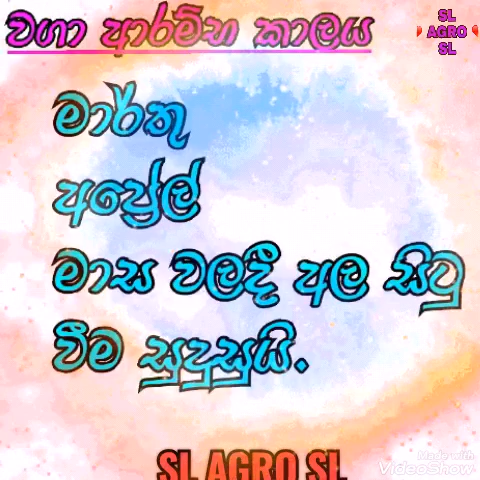 වගා ආරම්භ කාලය
SL
AGRO
SL
මාර්තු
අප්‍රේල්
මාස වලදී අල සිටු
වීම සුදුසුයි.
SL AGRO SL
Made with
VideoShow